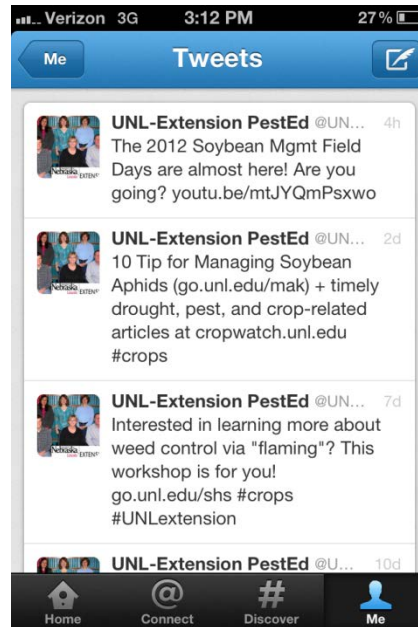 Verizon 3G 3:12 PM 27%
Me
Tweets
UNL-Extension PestEd @UN... 4h
The 2012 Soybean Mgmt Field
Days are almost here! Are you
going? youtu.be/mtJYQmPsxwo
UNL-Extension PestEd @UN... 2d
10 Tip for Managing Soybean
Aphids (go.unl.edu/mak) + timely
drought, pest, and crop-related
articles at cropwatch.unl.edu
#crops
UNL-Extension PestEd @UN... 7d
Interested in learning more about
weed control via "flaming"? This
workshop is for you!
go.unl.edu/shs #crops
#UNLextension
UNL-Extension PestEd @U... 10d
Home Connect Discover Me